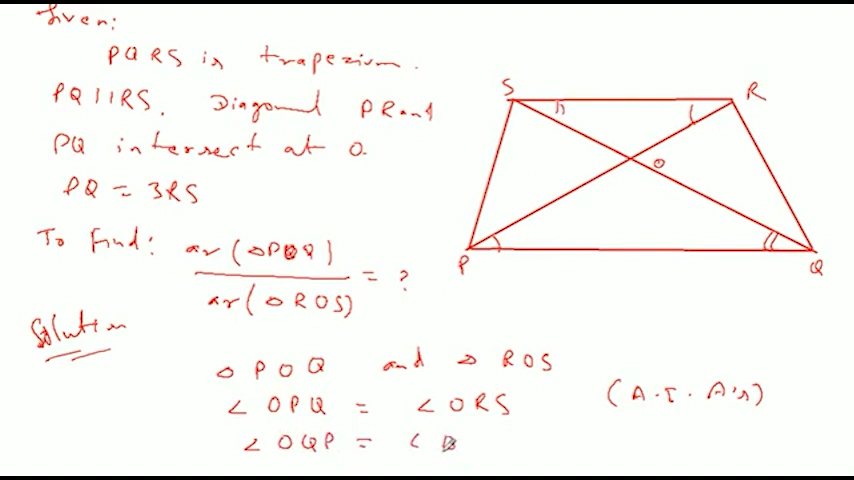 Given:
PQRS is trapezium.
PQ||RS. Diagonal PR and
PQ intersect at O.
PQ = 3RS
To Find: ar(△POQ)
ar(△ROS) = ?
Solution
△ POQ and △ ROS
∠ OPQ = ∠ ORS (A.I.A's)
∠ OQP = ∠
S R
O
P Q